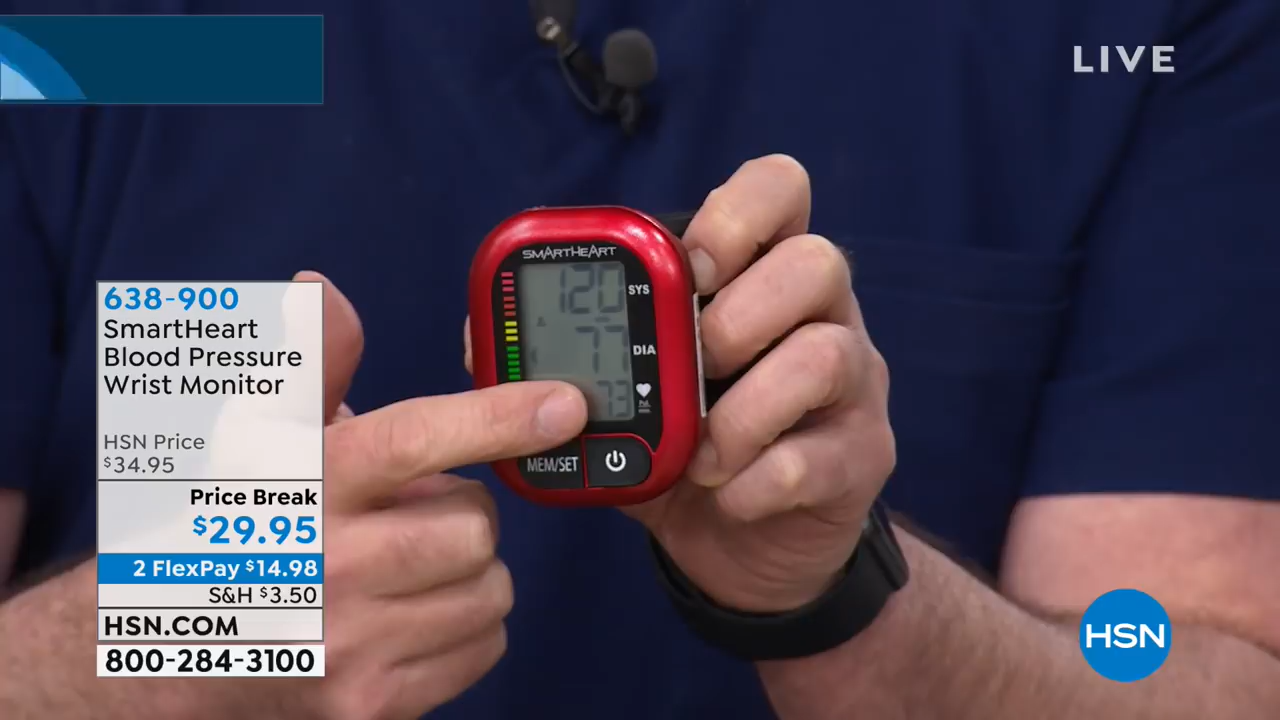 LIVE
638-900
SmartHeart
Blood Pressure
Wrist Monitor
HSN Price
$34.95
Price Break
$29.95
2 FlexPay $14.98
S&H $3.50
HSN.COM
800-284-3100
SMARTHEART
120
SYS
77
DIA
73
MEM/SET
HSN